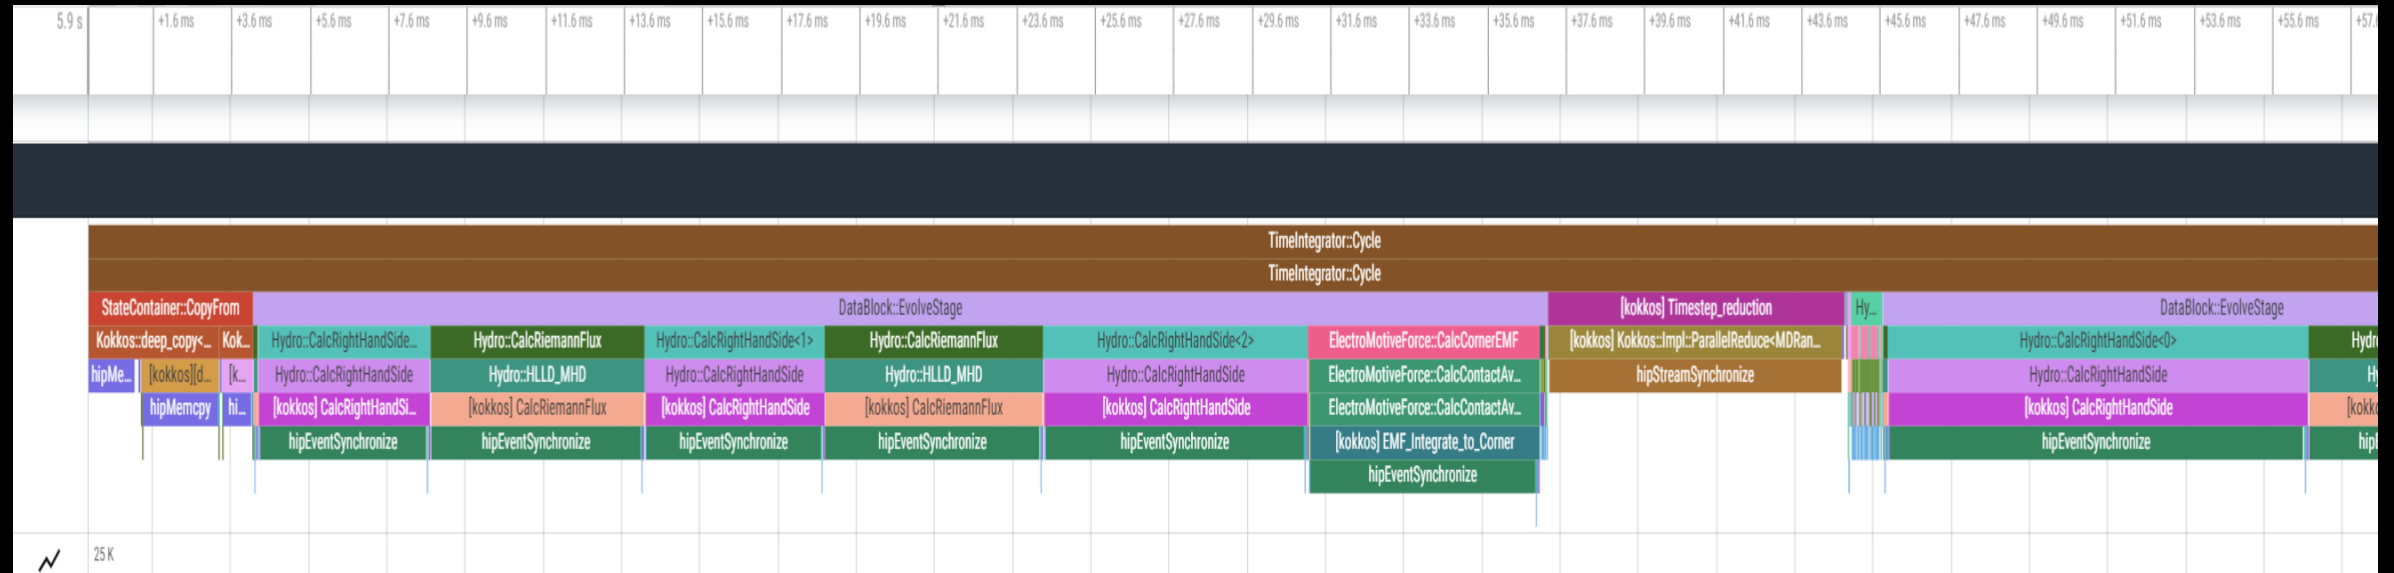 5.9 s +1.6 ms +3.6 ms +5.6 ms +7.6 ms +9.6 ms +11.6 ms +13.6 ms +15.6 ms +17.6 ms +19.6 ms +21.6 ms +23.6 ms +25.6 ms +27.6 ms +29.6 ms +31.6 ms +33.6 ms +35.6 ms +37.6 ms +39.6 ms +41.6 ms +43.6 ms +45.6 ms +47.6 ms +49.6 ms +51.6 ms +53.6 ms +55.6 ms +57.
TimeIntegrator::Cycle
TimeIntegrator::Cycle
StateContainer::CopyFrom DataBlock::EvolveStage [kokkos] Timestep_reduction Hy... DataBlock::EvolveStage
Kokkos::deep_copy<... Kok... Hydro::CalcRightHandSide... Hydro::CalcRiemannFlux Hydro::CalcRightHandSide<1> Hydro::CalcRiemannFlux Hydro::CalcRightHandSide<2> ElectroMotiveForce::CalcCornerEMF [kokkos] Kokkos::Impl::ParallelReduce<MDRan... Hydro::CalcRightHandSide<0> Hydr
hipMe... [kokkos][d... [k... Hydro::CalcRightHandSide Hydro::HLLD_MHD Hydro::CalcRightHandSide Hydro::HLLD_MHD Hydro::CalcRightHandSide ElectroMotiveForce::CalcContactAv... hipStreamSynchronize Hydro::CalcRightHandSide Hy
hipMemcpy hi... [kokkos] CalcRightHandSi... [kokkos] CalcRiemannFlux [kokkos] CalcRightHandSide [kokkos] CalcRiemannFlux [kokkos] CalcRightHandSide ElectroMotiveForce::CalcContactAv... [kokkos] CalcRightHandSide [kokk
hipEventSynchronize hipEventSynchronize hipEventSynchronize hipEventSynchronize hipEventSynchronize [kokkos] EMF_Integrate_to_Corner hipEventSynchronize hipE
hipEventSynchronize
25 K